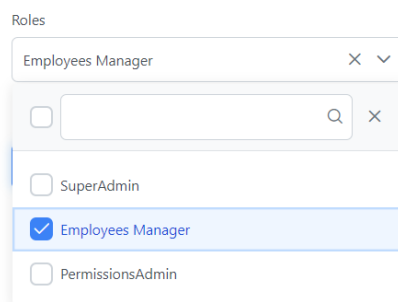 Roles
Employees Manager
SuperAdmin
Employees Manager
PermissionsAdmin